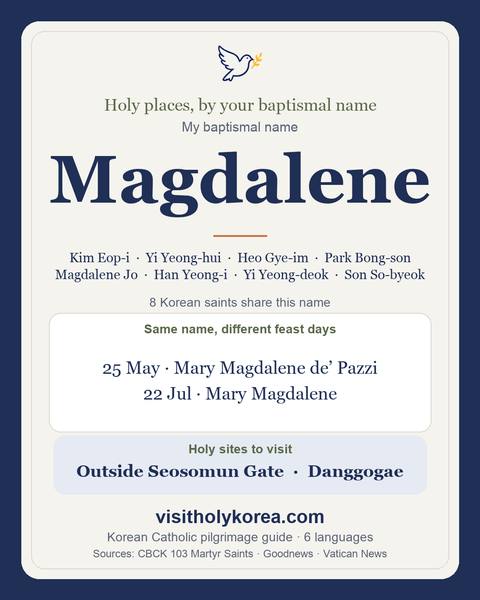 Holy places, by your baptismal name
My baptismal name
Magdalene
Kim Eop-i · Yi Yeong-hui · Heo Gye-im · Park Bong-son
Magdalene Jo · Han Yeong-i · Yi Yeong-deok · Son So-byeok
8 Korean saints share this name
Same name, different feast days
25 May · Mary Magdalene de’ Pazzi
22 Jul · Mary Magdalene
Holy sites to visit
Outside Seosomun Gate · Danggogae
visitholykorea.com
Korean Catholic pilgrimage guide · 6 languages
Sources: CBCK 103 Martyr Saints · Goodnews · Vatican News